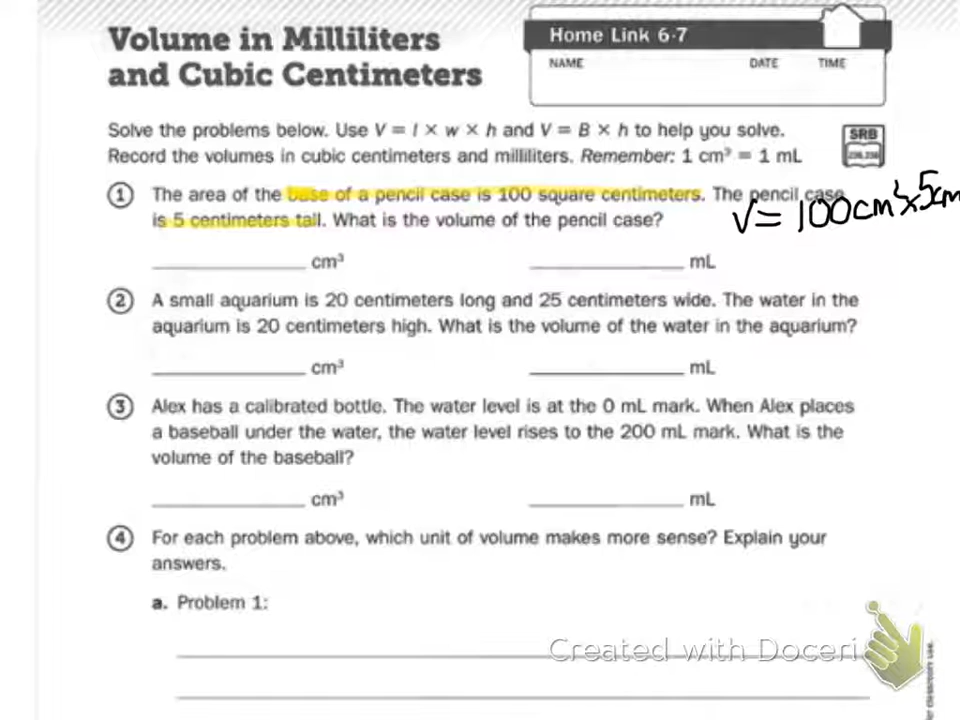 Volume in Milliliters
and Cubic Centimeters
Home Link 6-7
NAME DATE TIME
Solve the problems below. Use V = l × w × h and V = B × h to help you solve.
Record the volumes in cubic centimeters and milliliters. Remember: 1 cm³ = 1 mL
SRB
① The area of the base of a pencil case is 100 square centimeters. The pencil case
is 5 centimeters tall. What is the volume of the pencil case?
V = 100cm² × 5cm
cm³ mL
② A small aquarium is 20 centimeters long and 25 centimeters wide. The water in the
aquarium is 20 centimeters high. What is the volume of the water in the aquarium?
cm³ mL
③ Alex has a calibrated bottle. The water level is at the 0 mL mark. When Alex places
a baseball under the water, the water level rises to the 200 mL mark. What is the
volume of the baseball?
cm³ mL
④ For each problem above, which unit of volume makes more sense? Explain your
answers.
a. Problem 1:
Created with Doceri
classroom use.